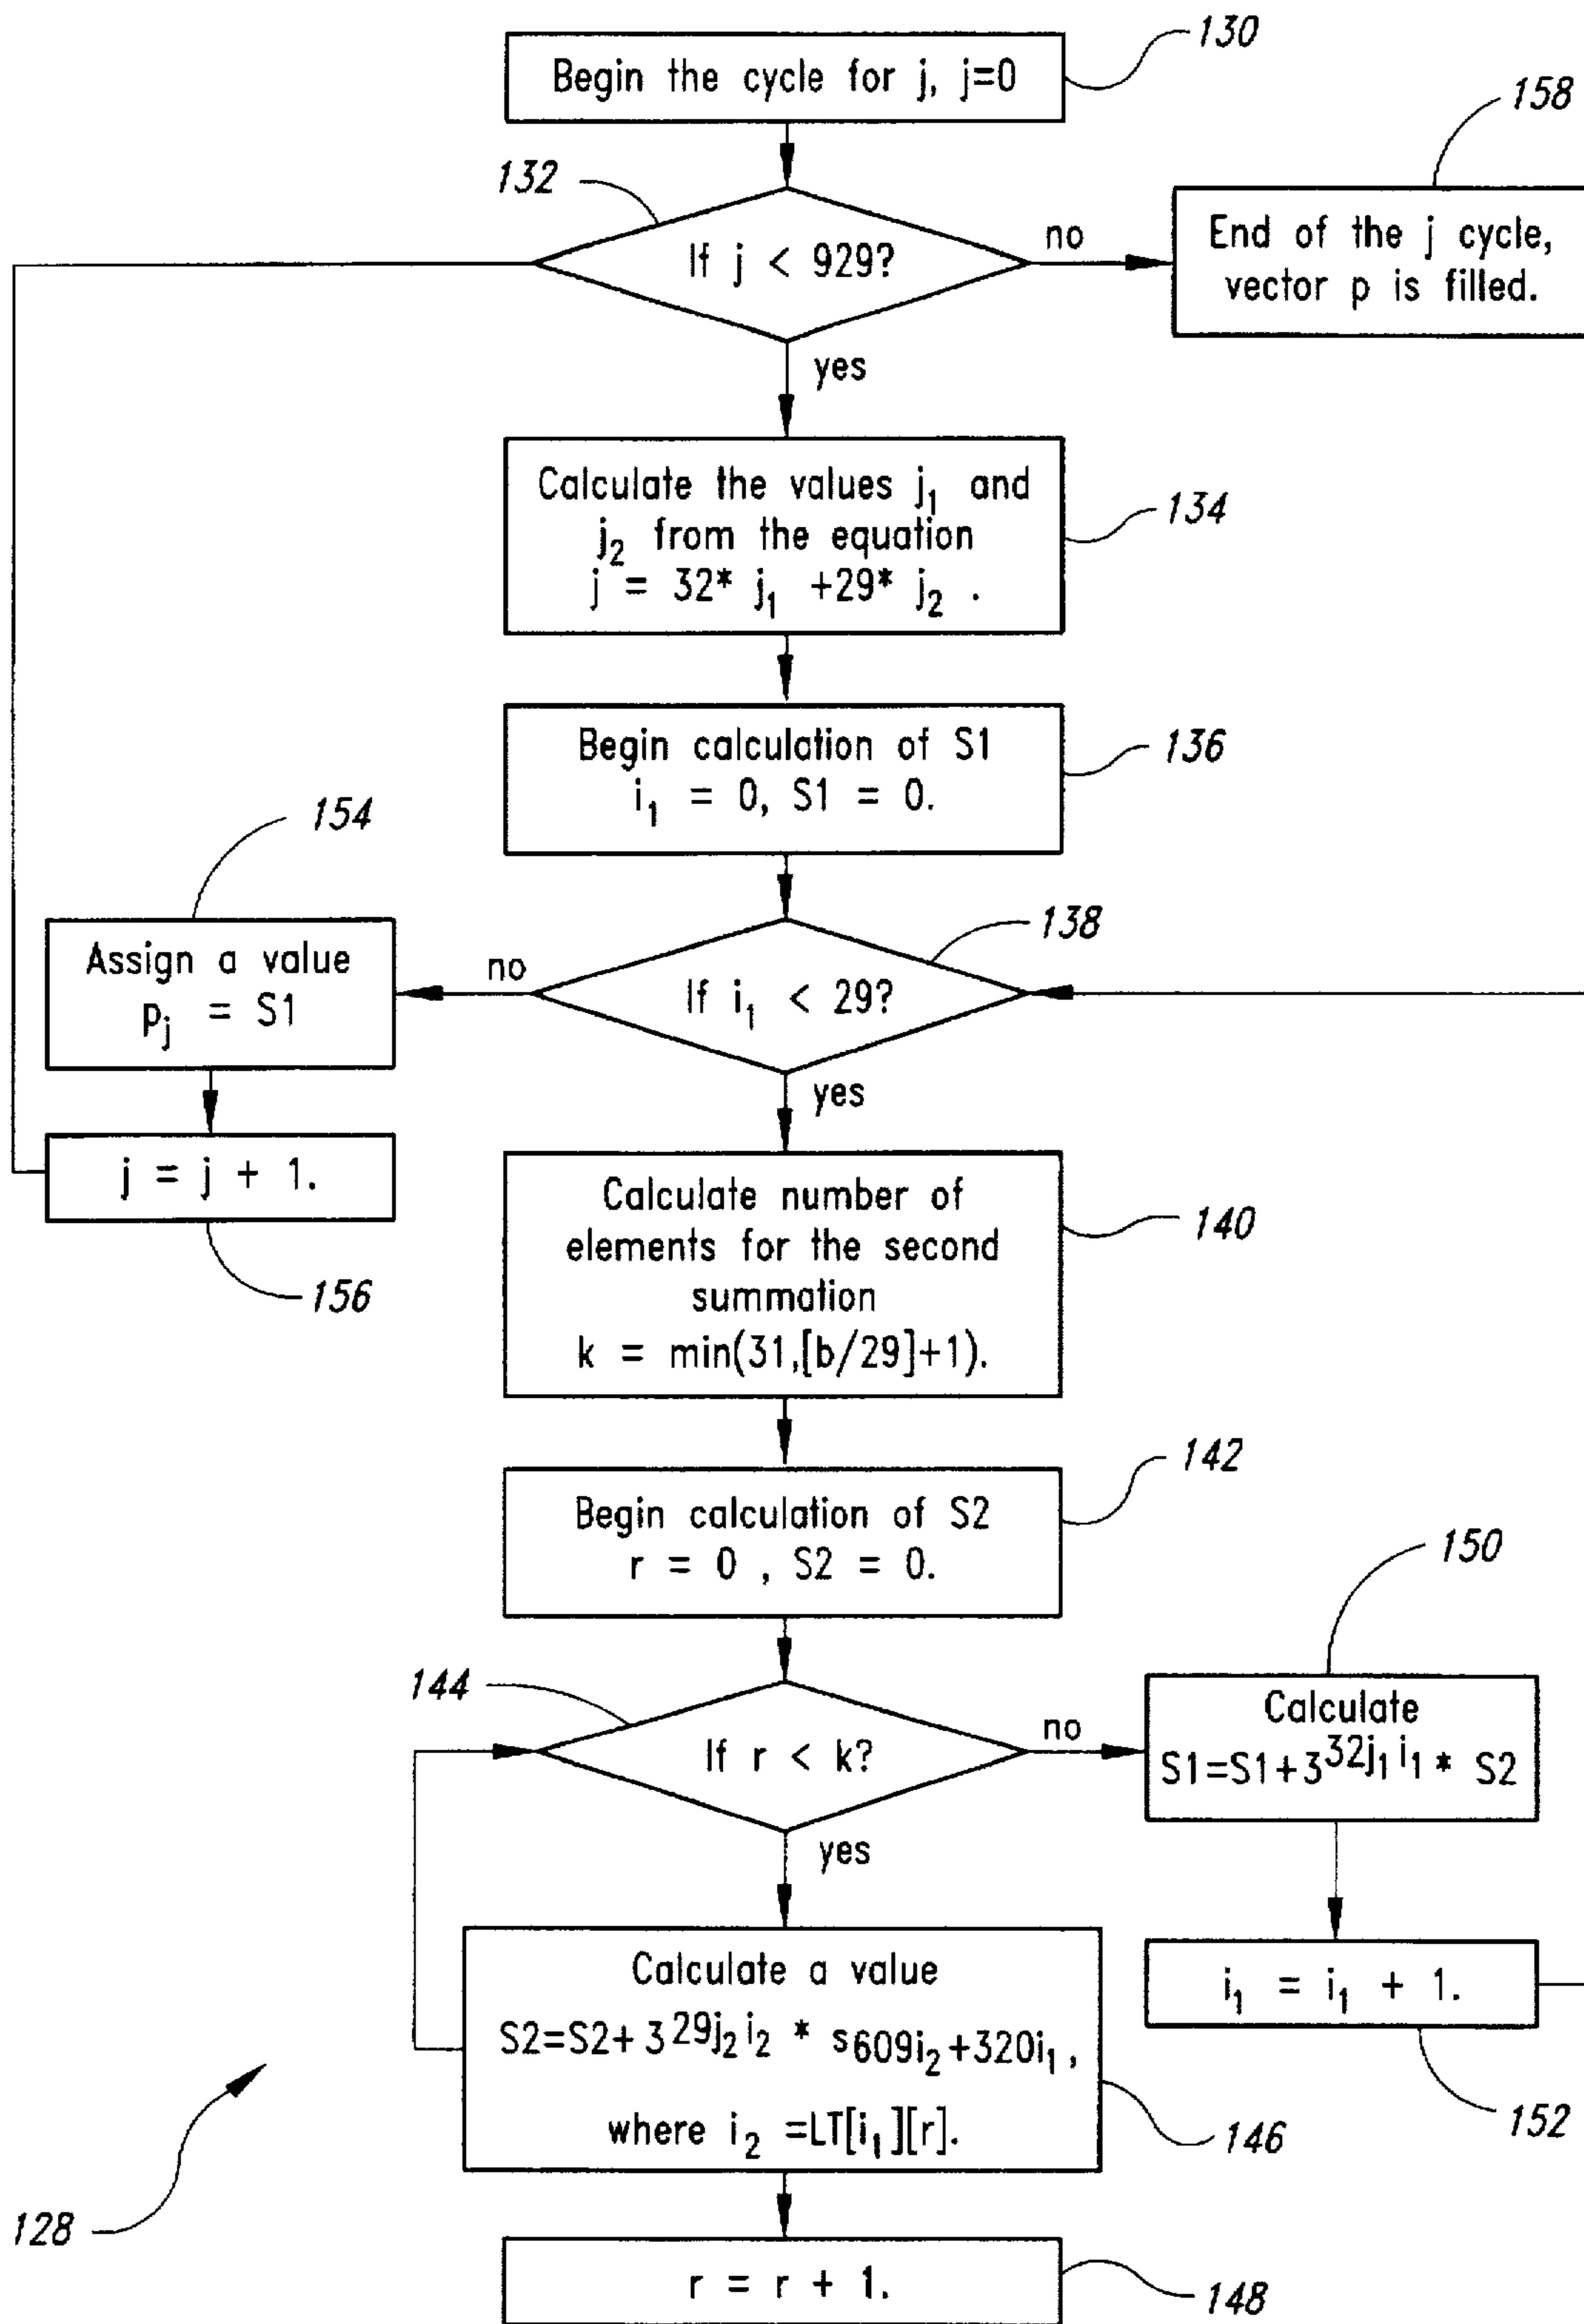 130
Begin the cycle for j, j=0
158
132
If j < 929?
no
End of the j cycle,
vector p is filled.
yes
Calculate the values j₁ and
j₂ from the equation
j = 32* j₁ +29* j₂ .
134
Begin calculation of S1
i₁ = 0, S1 = 0.
136
154
138
Assign a value
pⱼ = S1
no
If i₁ < 29?
yes
j = j + 1.
156
Calculate number of
elements for the second
summation
k = min(31,[b/29]+1).
140
142
Begin calculation of S2
r = 0 , S2 = 0.
150
144
If r < k?
no
Calculate
S1=S1+3^32j₁i₁ * S2
yes
Calculate a value
S2=S2+3^29j₂i₂ * s_609i₂+320i₁ ,
where i₂ =LT[i₁][r].
146
i₁ = i₁ + 1.
152
128
r = r + 1.
148